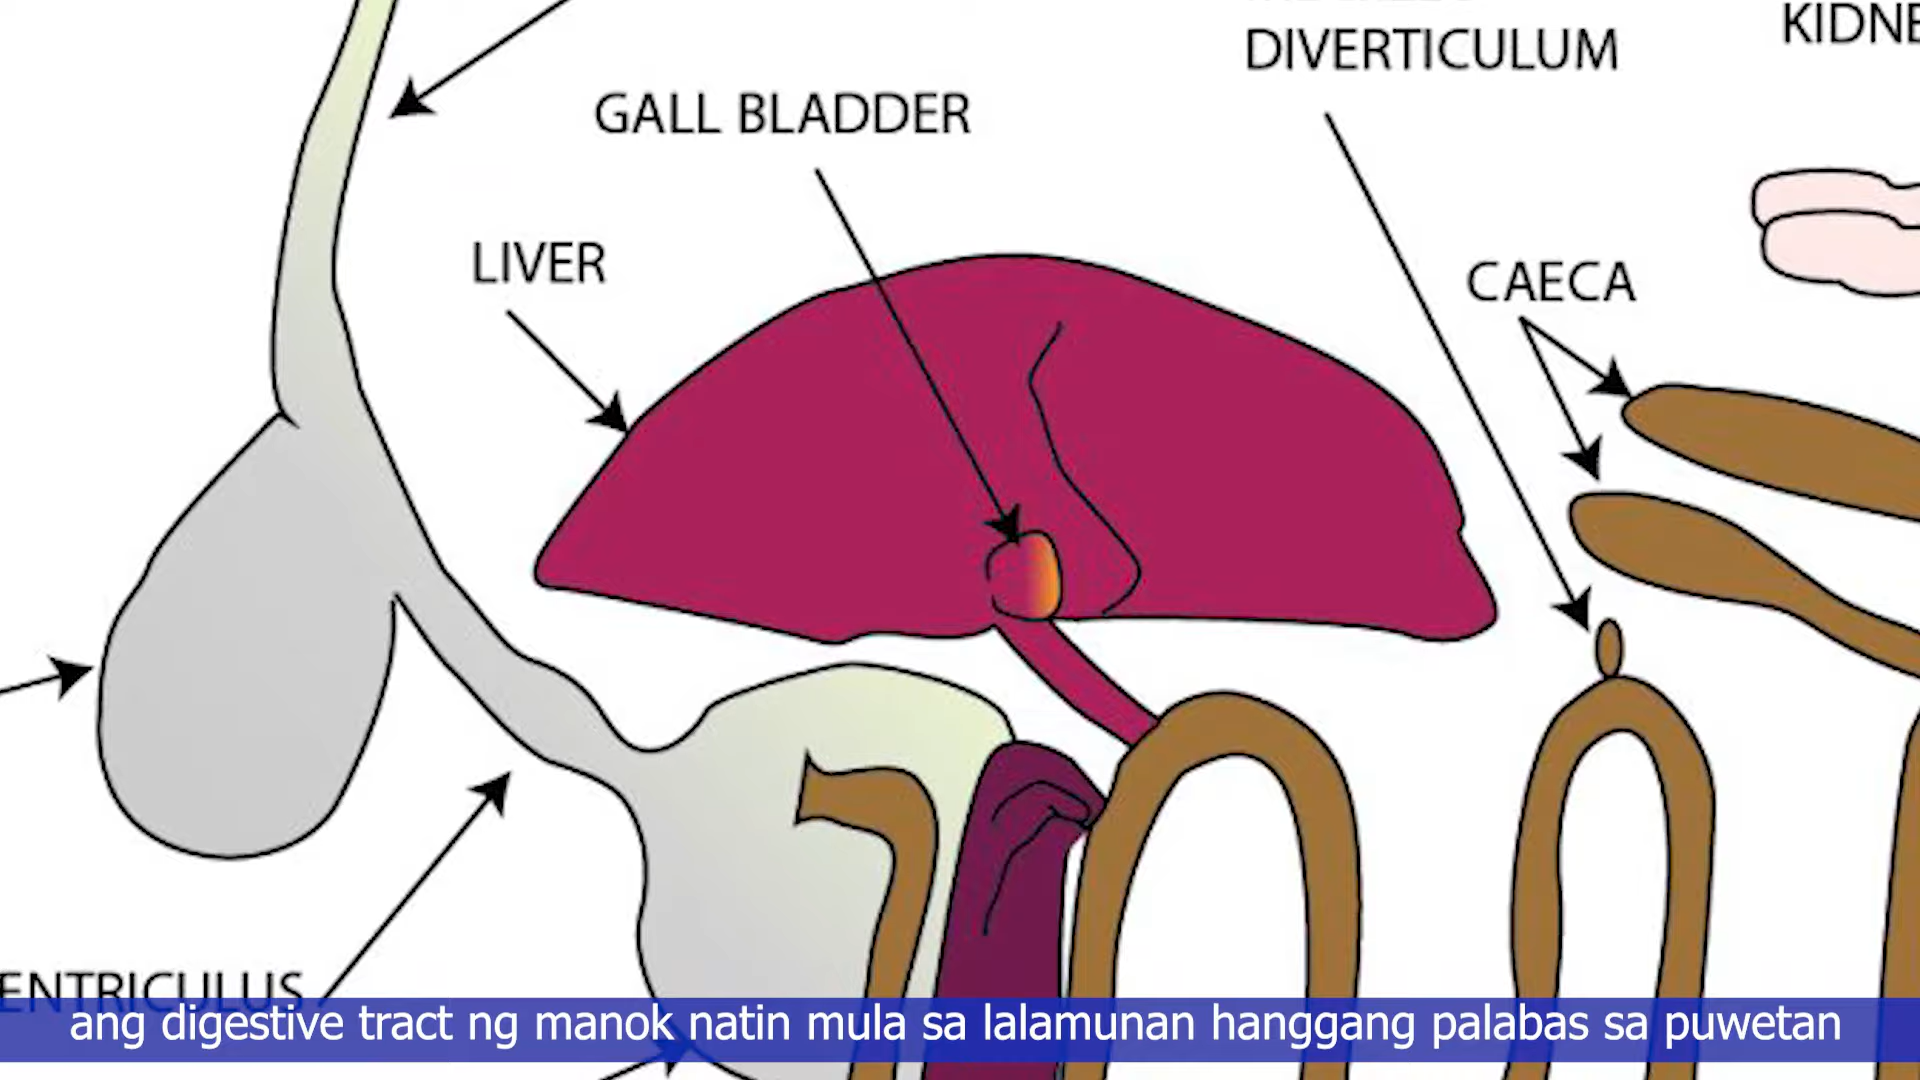 DIVERTICULUM
KIDNE
GALL BLADDER
LIVER
CAECA
ENTRICULUS
ang digestive tract ng manok natin mula sa lalamunan hanggang palabas sa puwetan